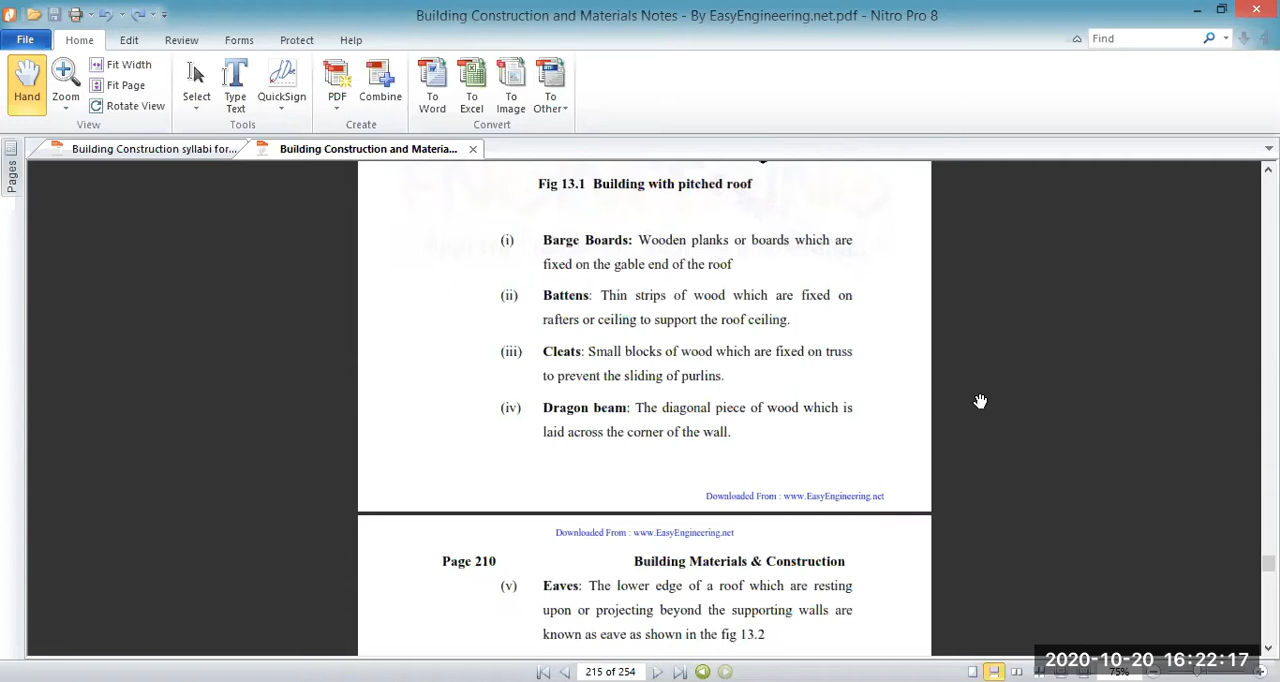 Building Construction and Materials Notes - By EasyEngineering.net.pdf - Nitro Pro 8
File Home Edit Review Forms Protect Help
Find
Hand
Zoom
Fit Width
Fit Page
Rotate View
View
Select
Type Text
QuickSign
Tools
PDF
Combine
Create
To Word
To Excel
To Image
To Other
Convert
Building Construction syllabi for...
Building Construction and Materia...
Pages
Fig 13.1 Building with pitched roof
(i) Barge Boards: Wooden planks or boards which are
fixed on the gable end of the roof
(ii) Battens: Thin strips of wood which are fixed on
rafters or ceiling to support the roof ceiling.
(iii) Cleats: Small blocks of wood which are fixed on truss
to prevent the sliding of purlins.
(iv) Dragon beam: The diagonal piece of wood which is
laid across the corner of the wall.
Downloaded From : www.EasyEngineering.net
Downloaded From : www.EasyEngineering.net
Page 210 Building Materials & Construction
(v) Eaves: The lower edge of a roof which are resting
upon or projecting beyond the supporting walls are
known as eave as shown in the fig 13.2
2020-10-20 16:22:17
215 of 254
75%